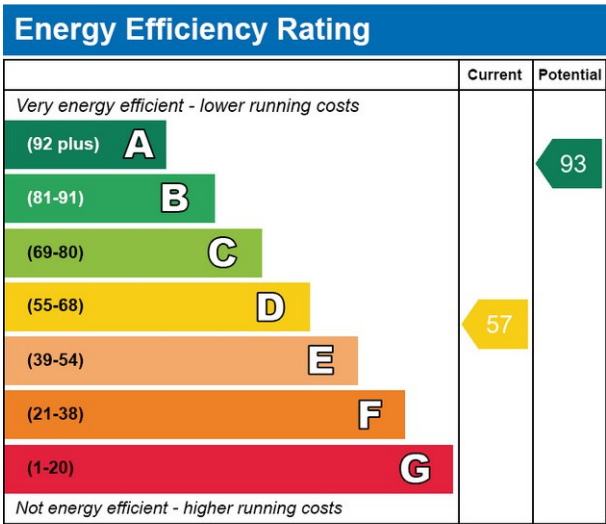 Energy Efficiency Rating
Current Potential
Very energy efficient - lower running costs
(92 plus) A
93
(81-91) B
(69-80) C
(55-68) D
57
(39-54) E
(21-38) F
(1-20) G
Not energy efficient - higher running costs